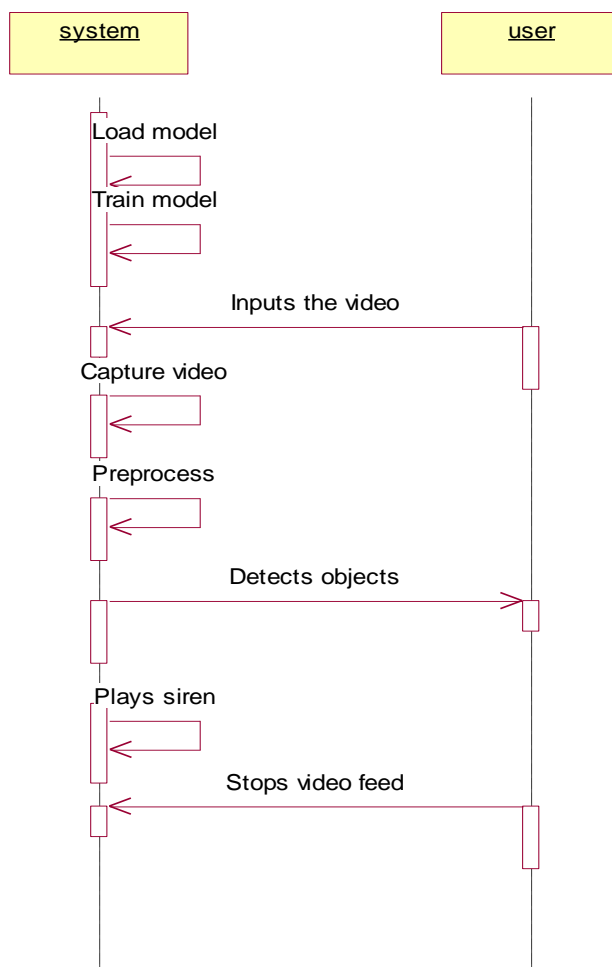 system
user
Load model
Train model
Inputs the video
Capture video
Preprocess
Detects objects
Plays siren
Stops video feed